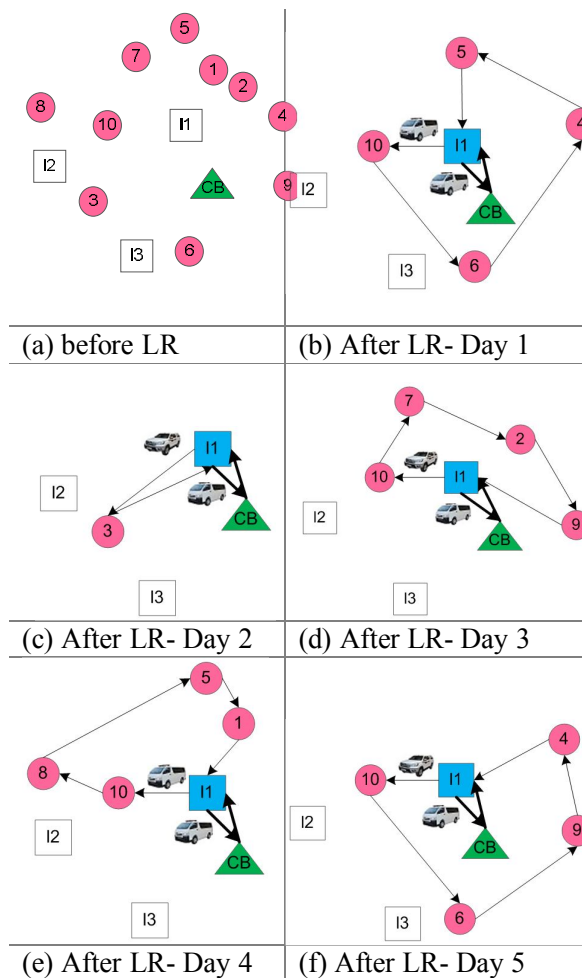 5
7
1
2
8
4
10
I1
I2
CB
9
3
6
I3
(a) before LR
5
4
10
I1
I2
CB
6
I3
(b) After LR- Day 1
I1
I2
CB
3
I3
(c) After LR- Day 2
7
2
10
I1
I2
9
CB
I3
(d) After LR- Day 3
5
1
8
10
I1
I2
CB
I3
(e) After LR- Day 4
4
10
I1
I2
9
CB
6
I3
(f) After LR- Day 5